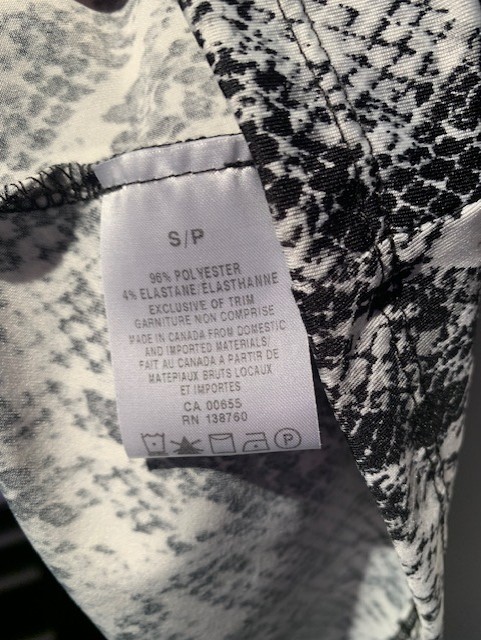 S/P
96% POLYESTER
4% ELASTANE/ÉLASTHANNE
EXCLUSIVE OF TRIM
GARNITURE NON COMPRISE
MADE IN CANADA FROM DOMESTIC
AND IMPORTED MATERIALS/
FAIT AU CANADA A PARTIR DE
MATERIAUX BRUTS LOCAUX
ET IMPORTES
CA 00655
RN 138760
P